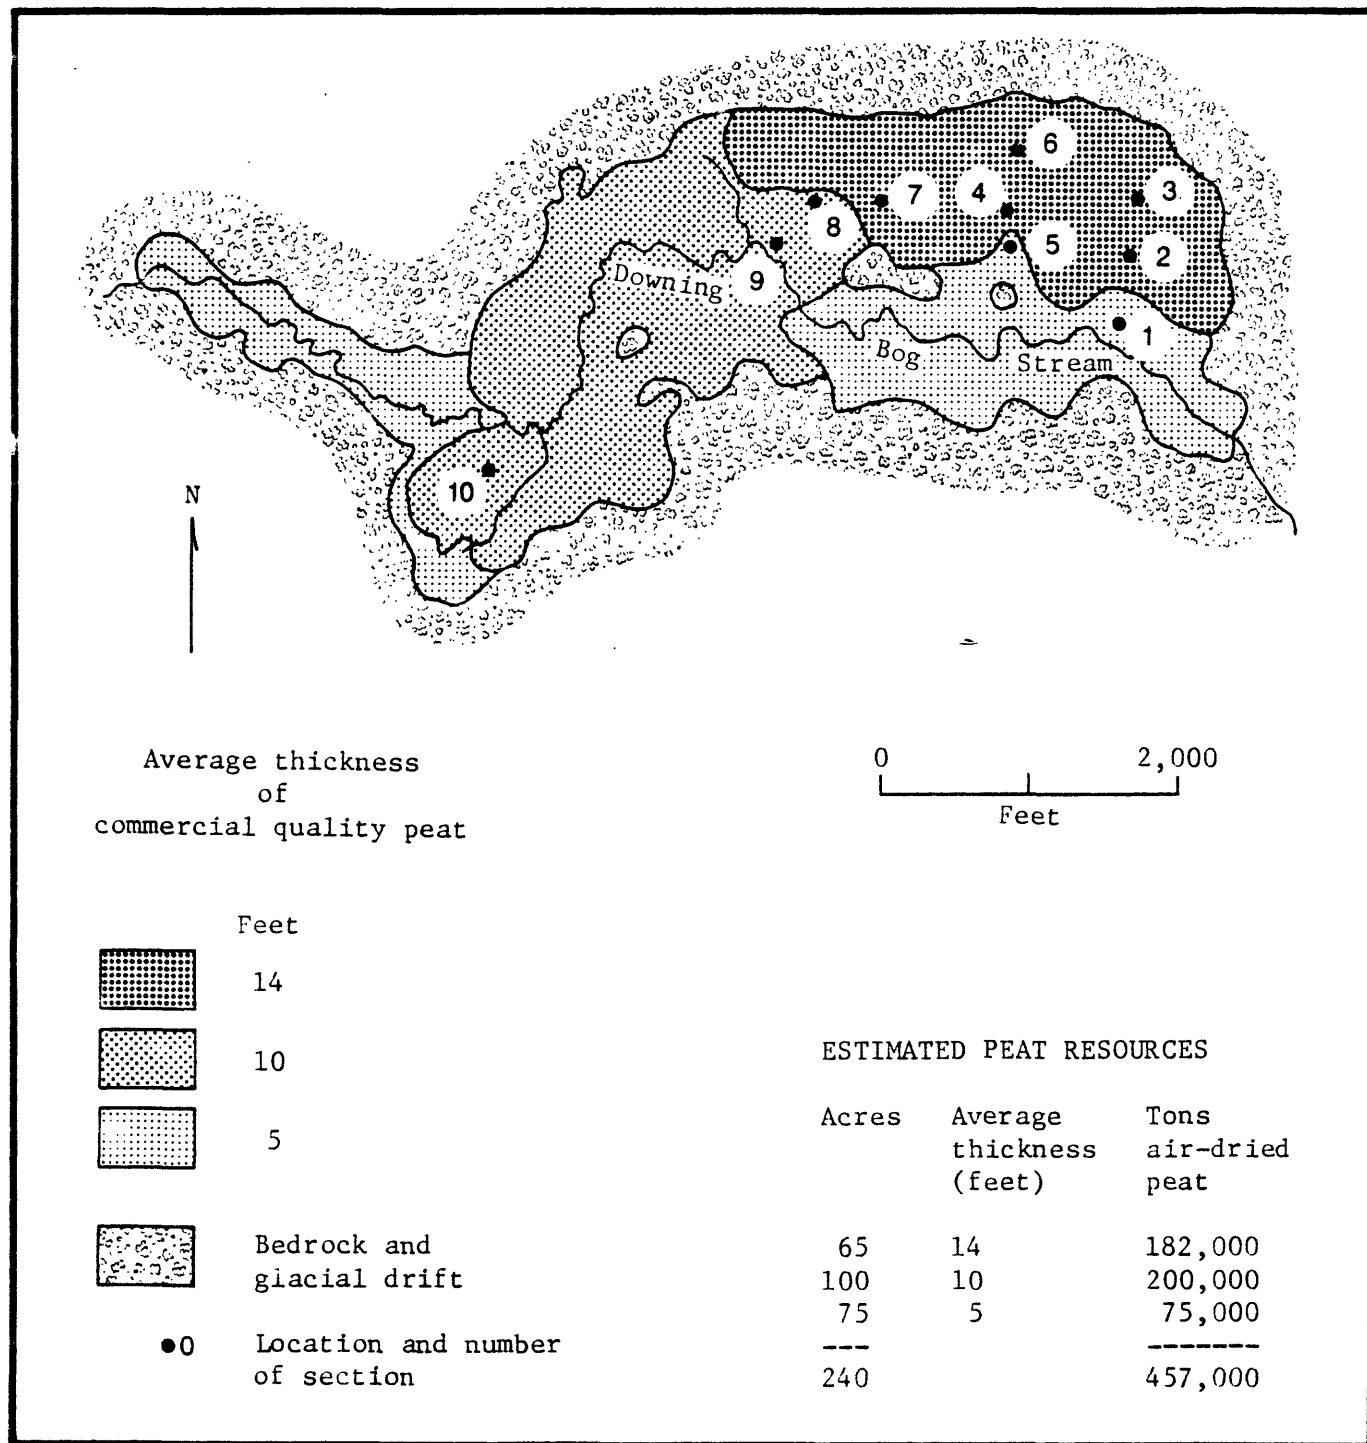 6
7
4
3
8
5
2
Downing
9
1
Bog
Stream
10
N
Average thickness
of
commercial quality peat
0 2,000
Feet
Feet
14
10
5
Bedrock and
glacial drift
●0 Location and number
of section
ESTIMATED PEAT RESOURCES
Acres Average Tons
thickness air-dried
(feet) peat
65 14 182,000
100 10 200,000
75 5 75,000
--- -------
240 457,000